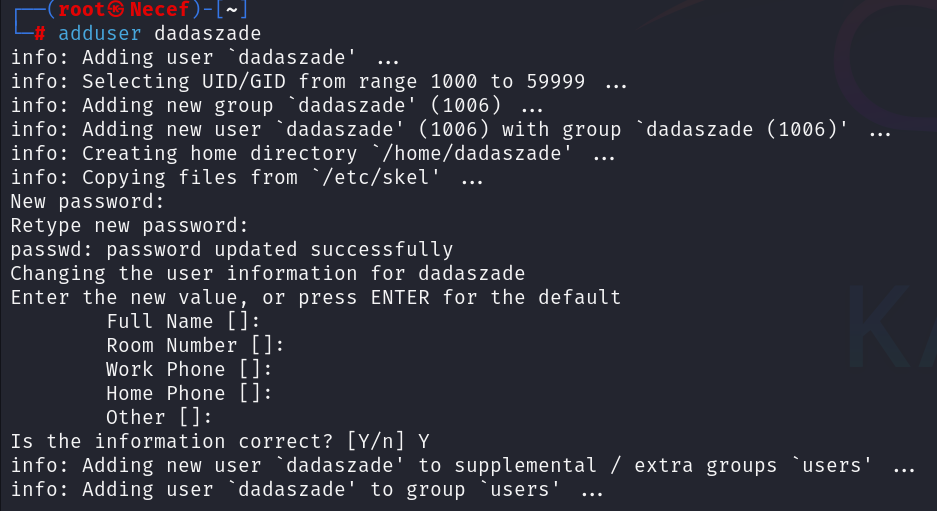 ┌──(root㉿Necef)-[~]
└─# adduser dadaszade
info: Adding user `dadaszade' ...
info: Selecting UID/GID from range 1000 to 59999 ...
info: Adding new group `dadaszade' (1006) ...
info: Adding new user `dadaszade' (1006) with group `dadaszade (1006)' ...
info: Creating home directory `/home/dadaszade' ...
info: Copying files from `/etc/skel' ...
New password:
Retype new password:
passwd: password updated successfully
Changing the user information for dadaszade
Enter the new value, or press ENTER for the default
        Full Name []:
        Room Number []:
        Work Phone []:
        Home Phone []:
        Other []:
Is the information correct? [Y/n] Y
info: Adding new user `dadaszade' to supplemental / extra groups `users' ...
info: Adding user `dadaszade' to group `users' ...